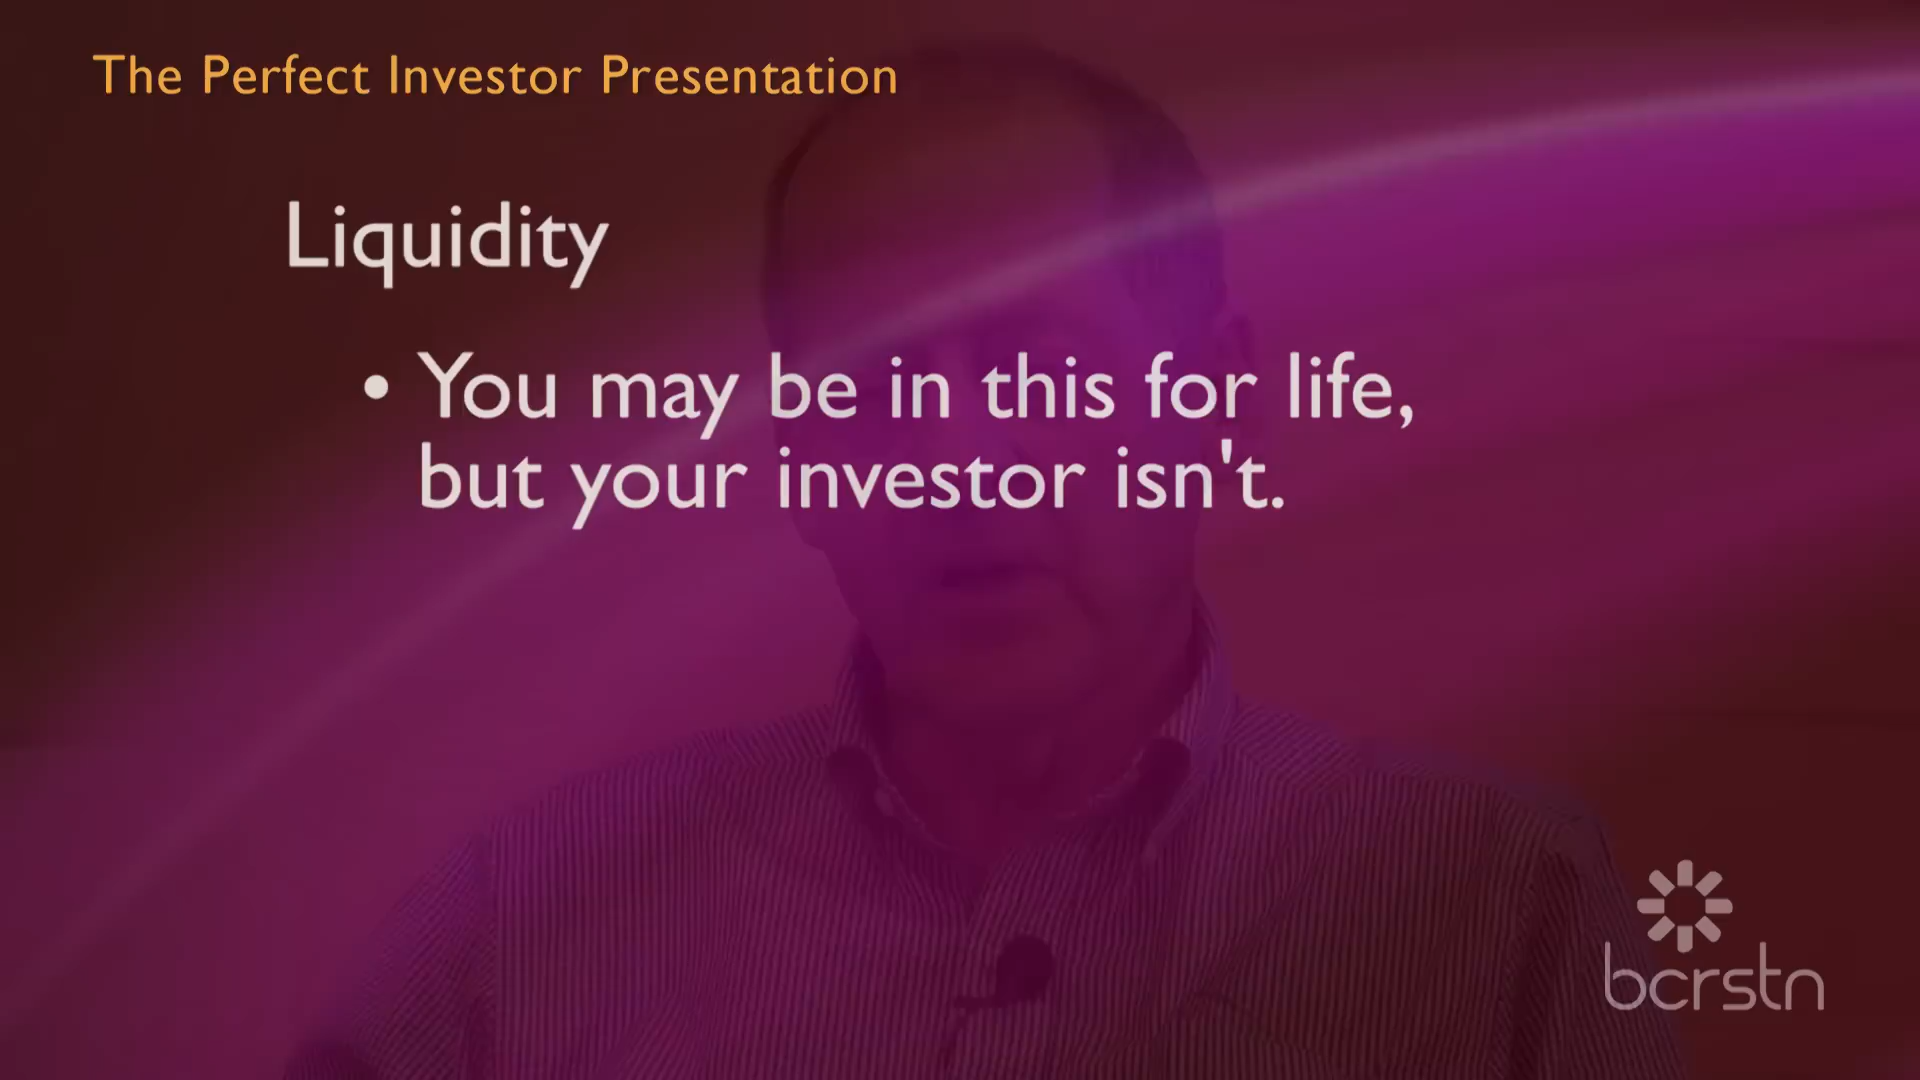 The Perfect Investor Presentation
Liquidity
• You may be in this for life,
but your investor isn't.
bcrstn